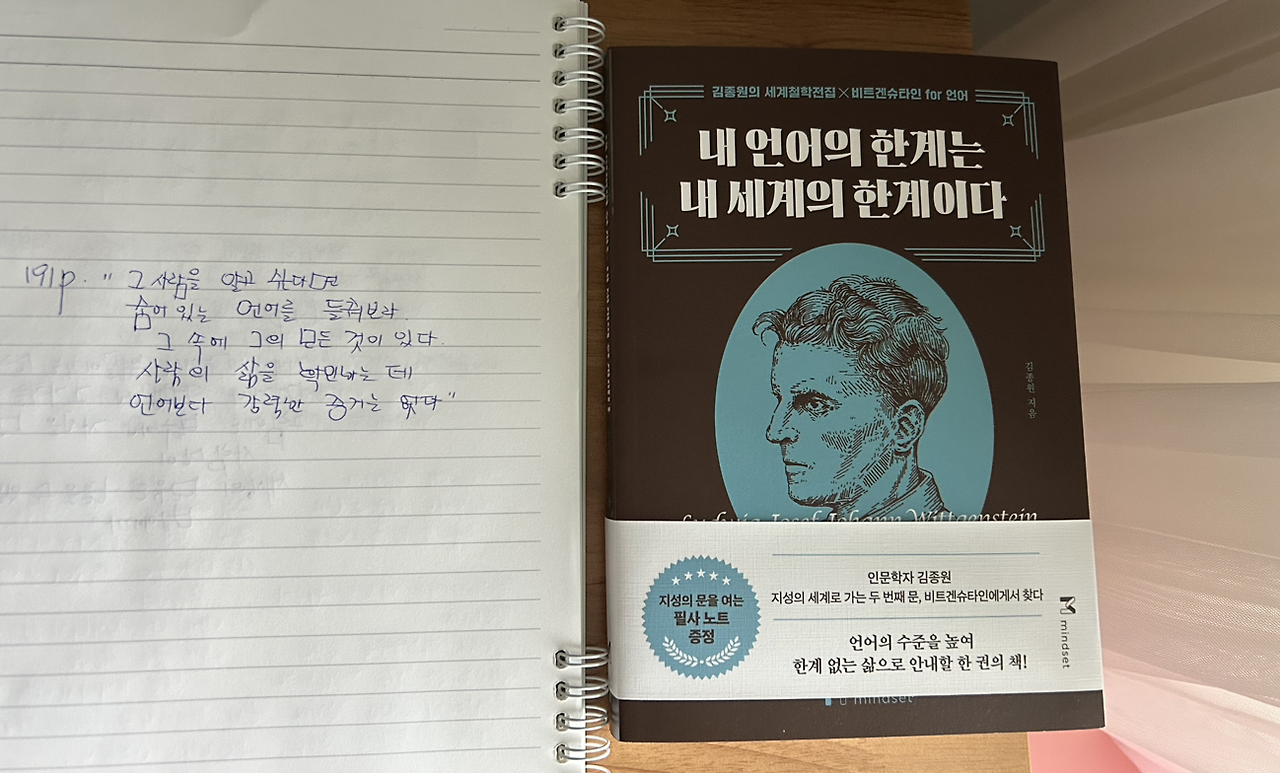 191p. " 그 사람을 알고 싶다면
숨어 있는 언어를 들춰보라.
그 속에 그의 모든 것이 있다.
사람의 삶을 확인하는 데
언어보다 강력한 증거는 없다"
김종원의 세계철학전집×비트겐슈타인 for 언어
내 언어의 한계는
내 세계의 한계이다
김종원 지음
Ludwig Josef Johann Wittgenstein
지성의 문을 여는
필사 노트
증정
인문학자 김종원
지성의 세계로 가는 두 번째 문, 비트겐슈타인에게서 찾다
언어의 수준을 높여
한계 없는 삶으로 안내할 한 권의 책!
mindset
mindset